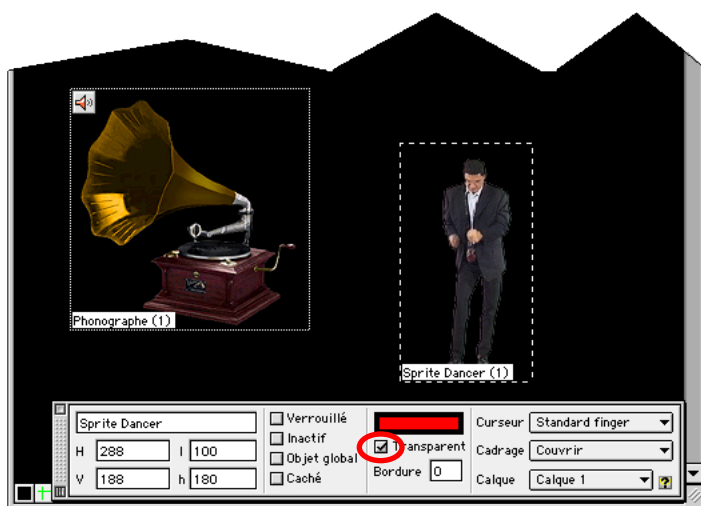 Phonographe (1)
Sprite Dancer (1)
Sprite Dancer
H 288 l 100
V 188 h 180
Verrouillé
Inactif
Objet global
Caché
Transparent
Bordure 0
Curseur Standard finger
Cadrage Couvrir
Calque Calque 1
?